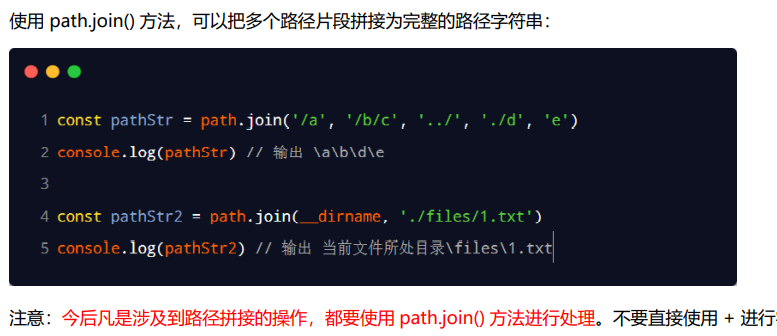 使用 path.join() 方法，可以把多个路径片段拼接为完整的路径字符串：
1 const pathStr = path.join('/a', '/b/c', '../', './d', 'e')
2 console.log(pathStr) // 输出 \a\b\d\e
3
4 const pathStr2 = path.join(__dirname, './files/1.txt')
5 console.log(pathStr2) // 输出 当前文件所处目录\files\1.txt
注意：今后凡是涉及到路径拼接的操作，都要使用 path.join() 方法进行处理。不要直接使用 + 进行